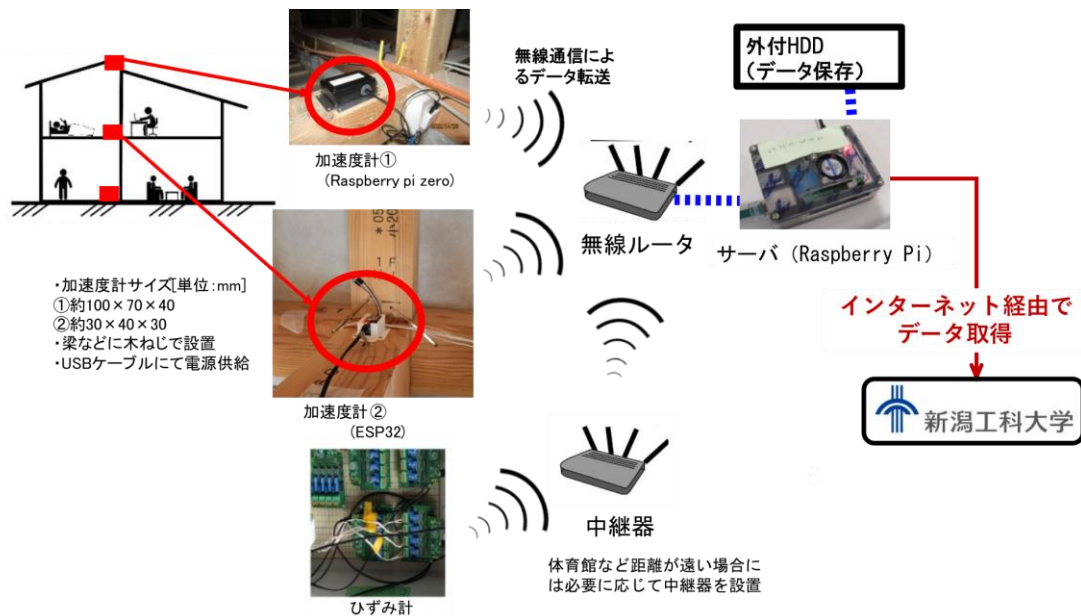 無線通信によ
るデータ転送
外付HDD
(データ保存)
加速度計①
(Raspberry pi zero)
無線ルータ
サーバ (Raspberry Pi)
・加速度計サイズ[単位:mm]
①約100×70×40
②約30×40×30
・梁などに木ねじで設置
・USBケーブルにて電源供給
インターネット経由で
データ取得
加速度計②
(ESP32)
新潟工科大学
中継器
体育館など距離が遠い場合に
は必要に応じて中継器を設置
ひずみ計